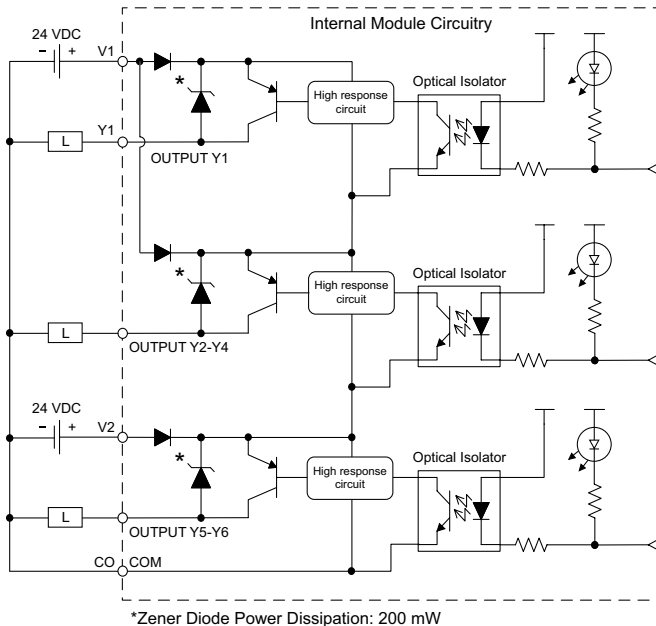 Internal Module Circuitry
24 VDC
- + V1
*
High response
circuit
Optical Isolator
L
Y1
OUTPUT Y1
*
High response
circuit
Optical Isolator
L
OUTPUT Y2-Y4
24 VDC
- + V2
*
High response
circuit
Optical Isolator
L
OUTPUT Y5-Y6
CO COM
*Zener Diode Power Dissipation: 200 mW